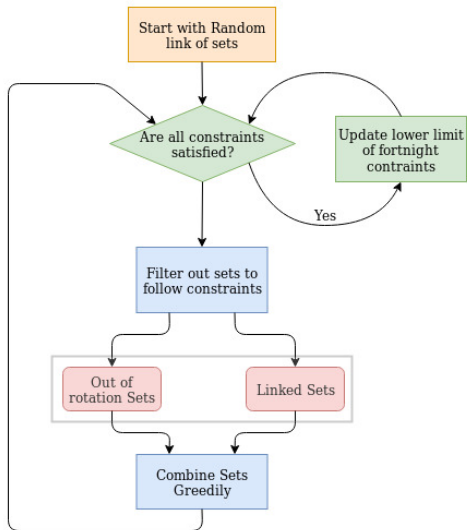 Start with Random
link of sets
Are all constraints
satisfied?
Update lower limit
of fortnight
contraints
Yes
Filter out sets to
follow constraints
Out of
rotation Sets
Linked Sets
Combine Sets
Greedily